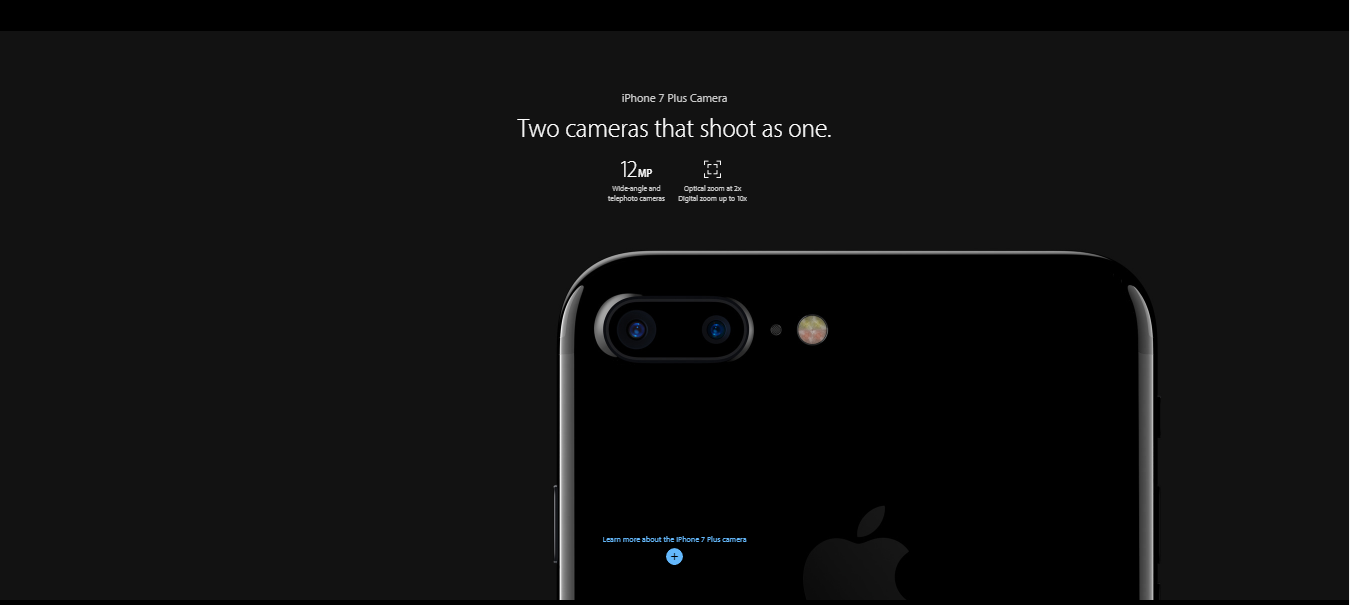 iPhone 7 Plus Camera
Two cameras that shoot as one.
12MP
Wide-angle and
telephoto cameras
Optical zoom at 2x
Digital zoom up to 10x
Learn more about the iPhone 7 Plus camera